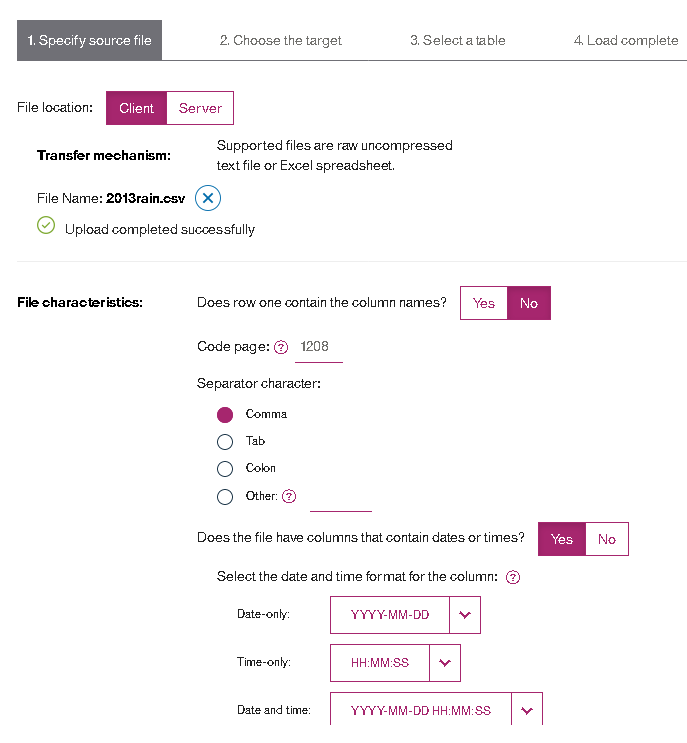 1. Specify source file 2. Choose the target 3. Select a table 4. Load complete
File location: Client Server
Transfer mechanism: Supported files are raw uncompressed
text file or Excel spreadsheet.
File Name: 2013rain.csv
Upload completed successfully
File characteristics: Does row one contain the column names? Yes No
Code page: ? 1208
Separator character:
Comma
Tab
Colon
Other: ?
Does the file have columns that contain dates or times? Yes No
Select the date and time format for the column: ?
Date-only: YYYY-MM-DD
Time-only: HH:MM:SS
Date and time: YYYY-MM-DD HH:MM:SS